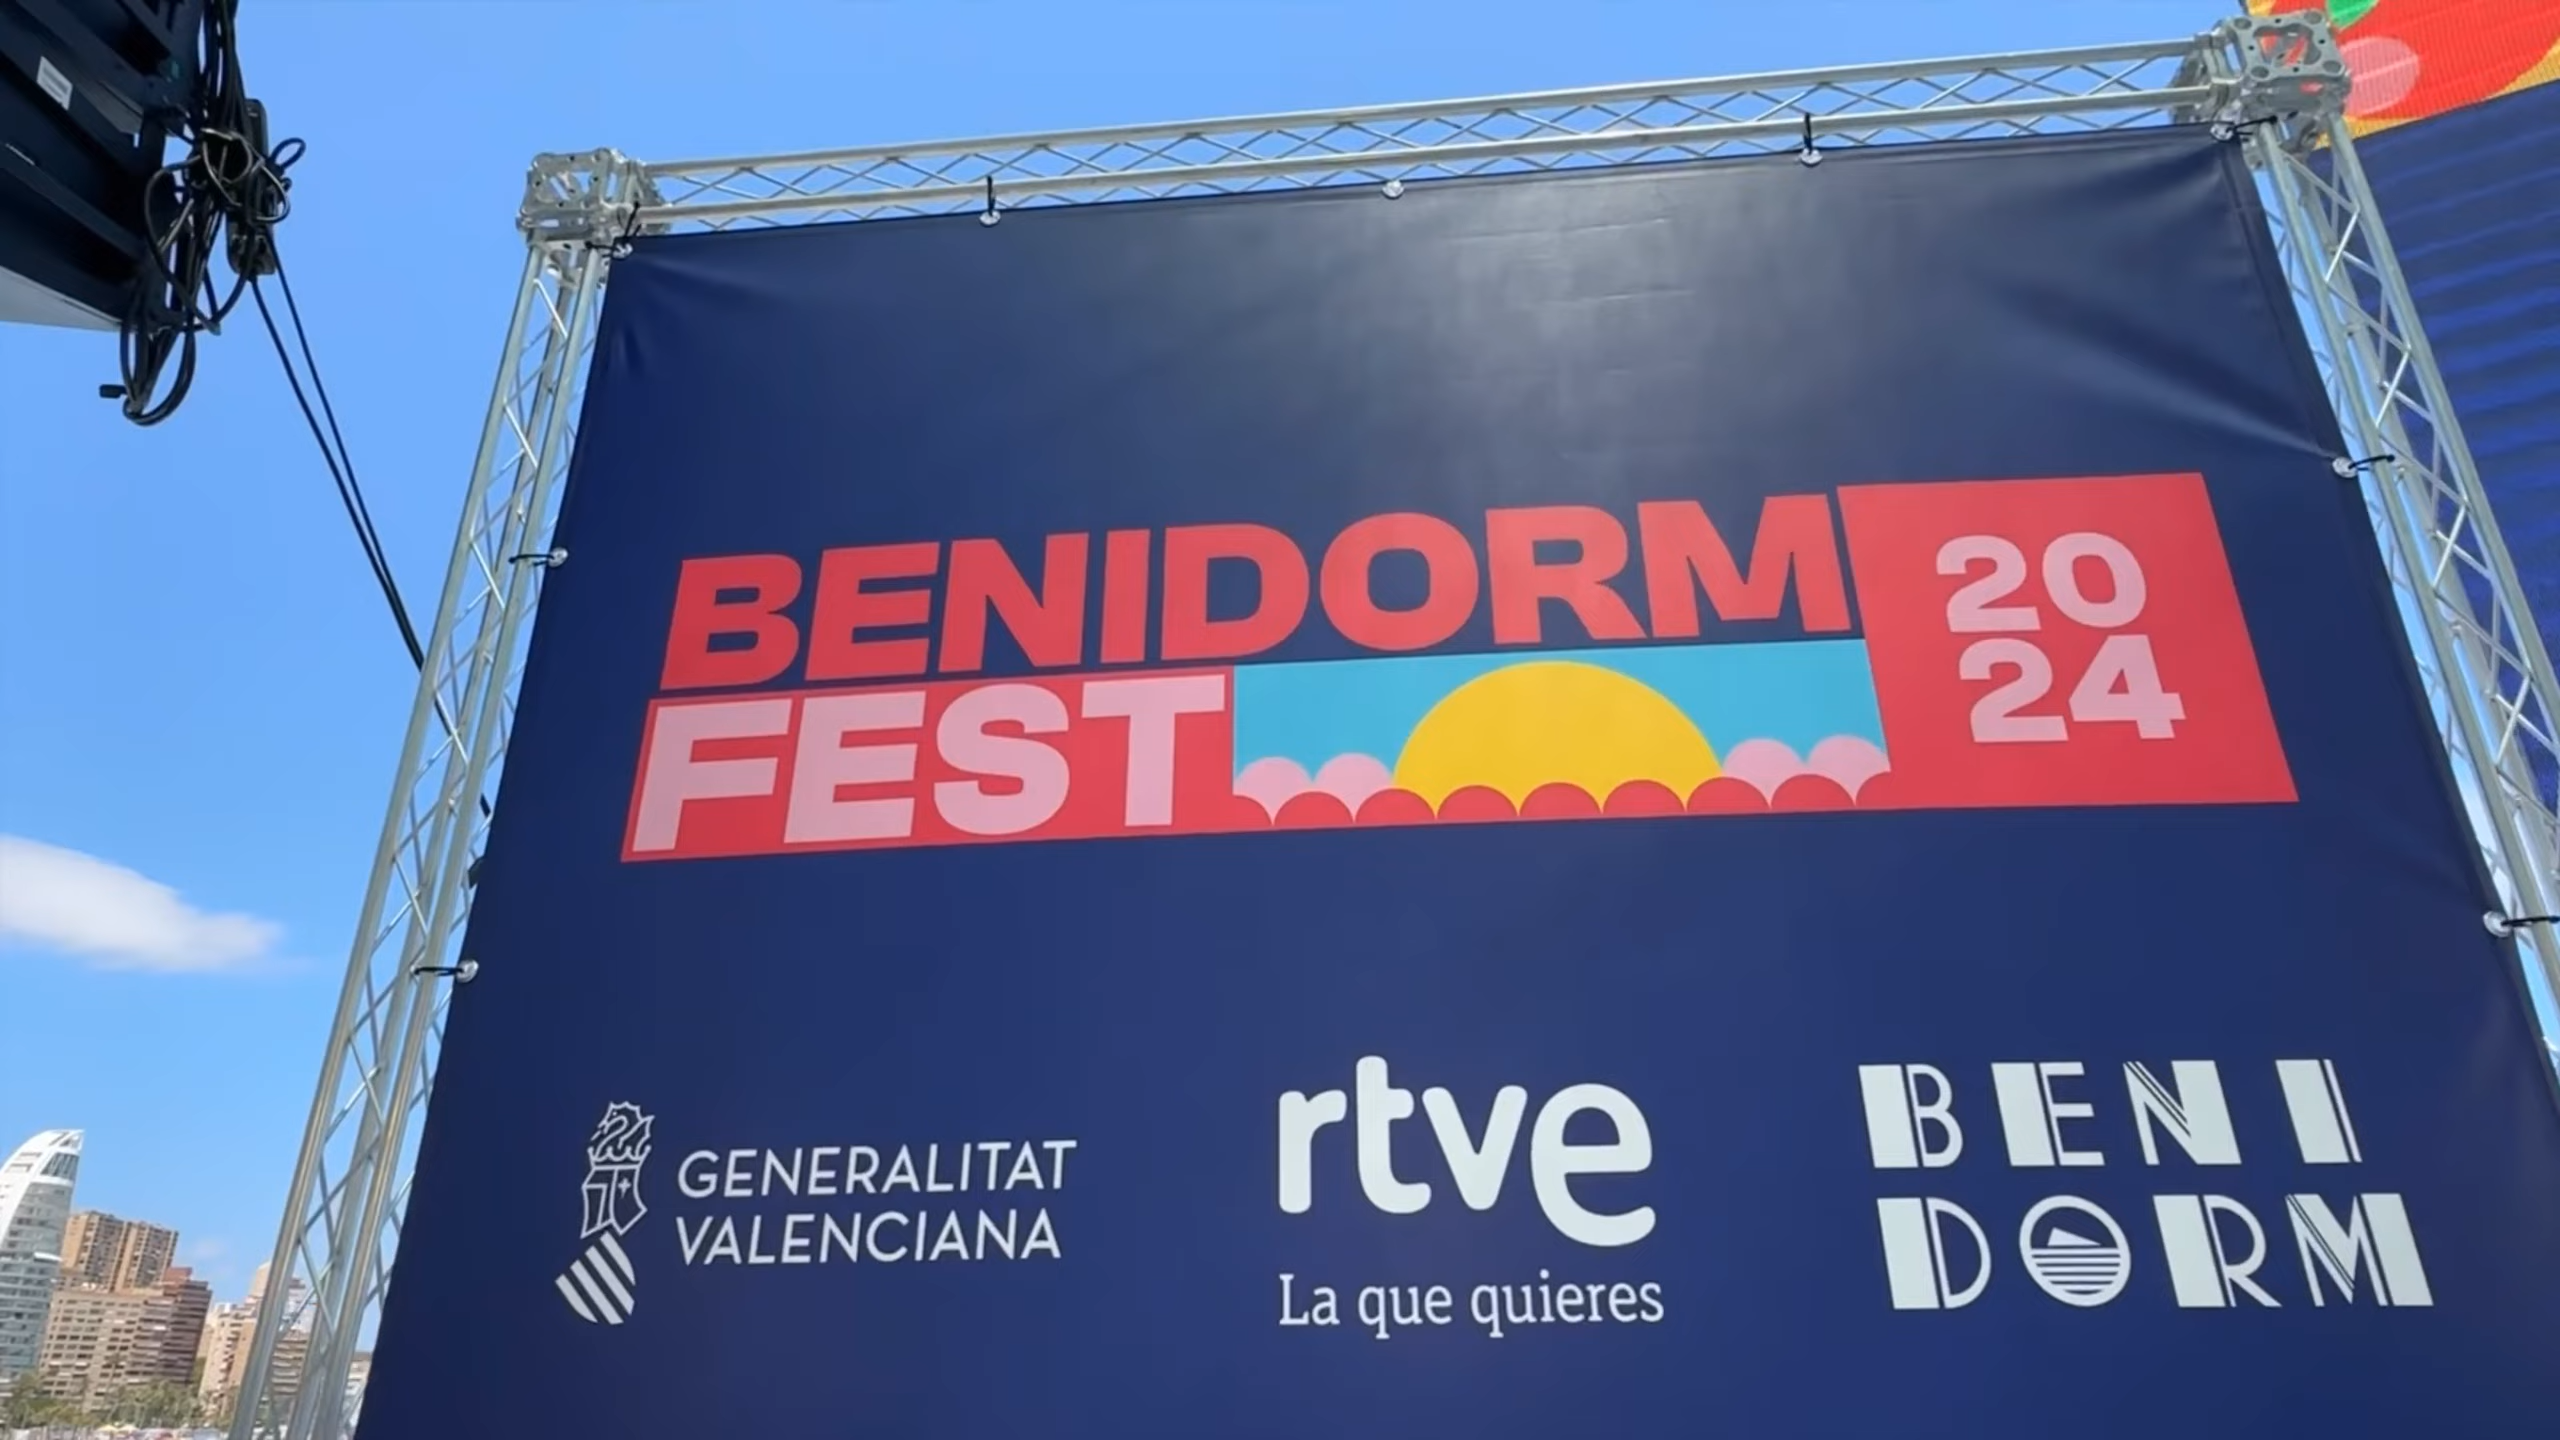 BENIDORM
FEST
20
24
GENERALITAT
VALENCIANA
rtve
La que quieres
BENI
DORM